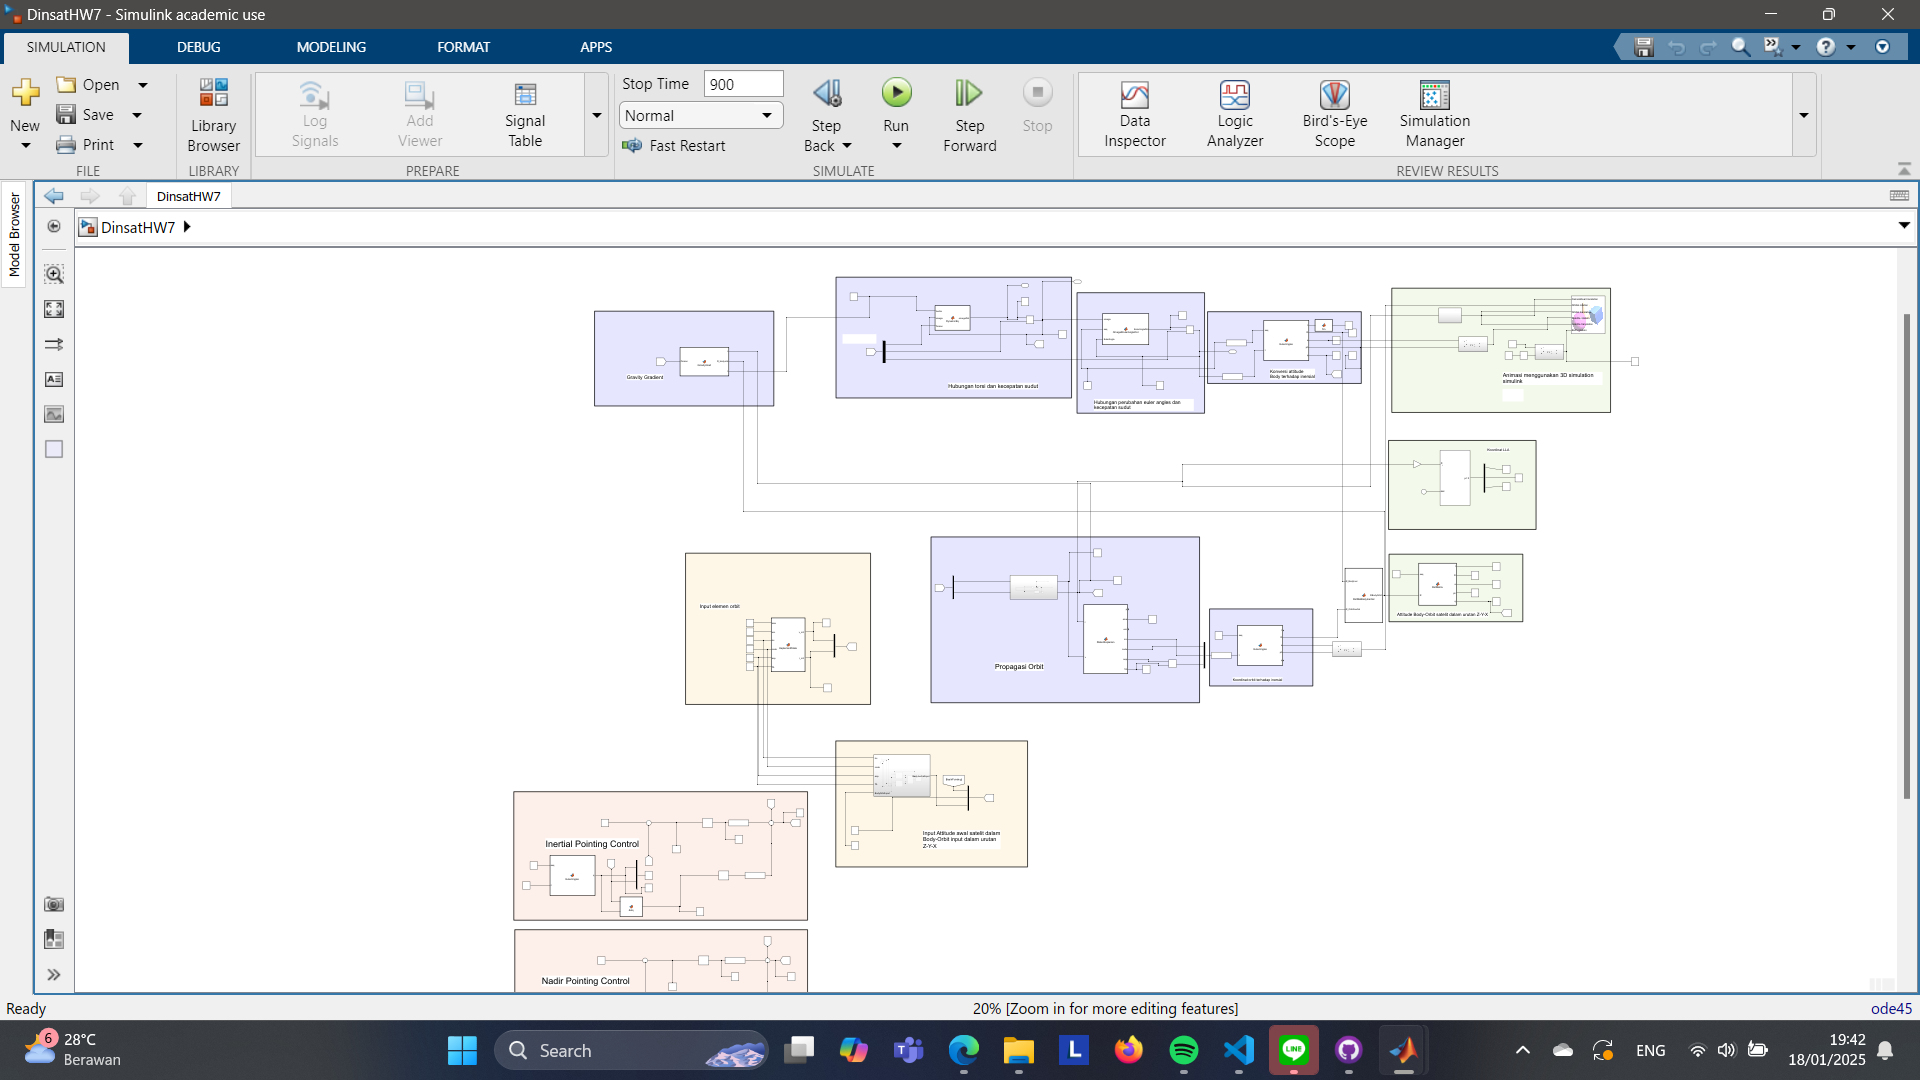 DinsatHW7 - Simulink academic use
SIMULATION
DEBUG
MODELING
FORMAT
APPS
New
Open
Save
Print
FILE
Library
Browser
LIBRARY
Log
Signals
Add
Viewer
Signal
Table
PREPARE
Stop Time 900
Normal
Fast Restart
Step
Back
Run
Step
Forward
Stop
SIMULATE
Data
Inspector
Logic
Analyzer
Bird's-Eye
Scope
Simulation
Manager
REVIEW RESULTS
Model Browser
DinsatHW7
DinsatHW7
Gravity Gradient
Hubungan torsi dan kecepatan sudut
Hubungan perubahan euler angles dan
kecepatan sudut
Konversi attitude
Body terhadap inersial
Animasi menggunakan 3D simulation
simulink
Koordinat LLA
Attitude Body-Orbit satelit dalam urutan Z-Y-X
Input elemen orbit
Propagasi Orbit
Koordinat orbit terhadap inersial
Input Attitude awal satelit dalam
Body-Orbit input dalam urutan
Z-Y-X
Inertial Pointing Control
Nadir Pointing Control
Ready
20% [Zoom in for more editing features]
ode45
6
28°C
Berawan
Search
L
LINE
ENG
19:42
18/01/2025